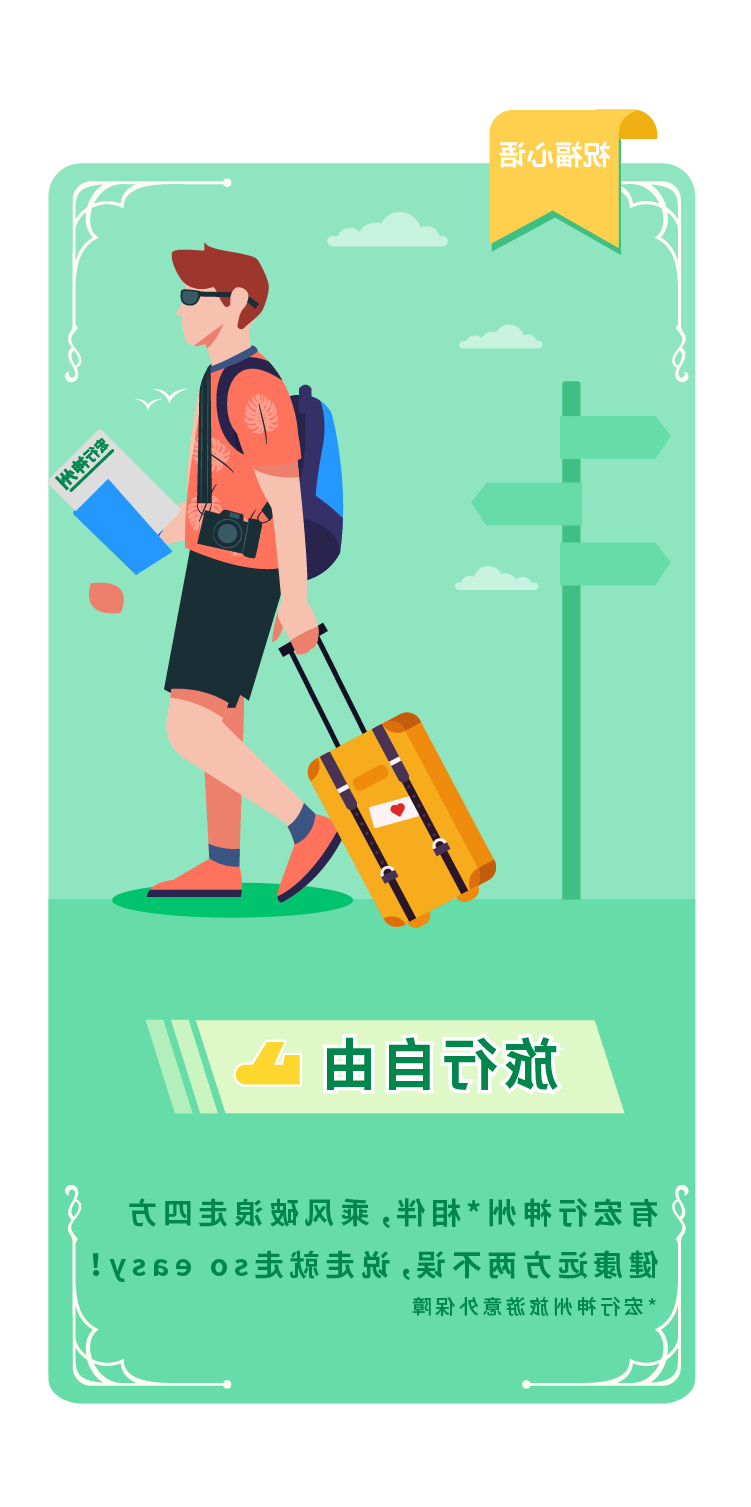 祝福心语
宏行神州
旅行自由
有宏行神州*相伴，乘风破浪走四方
健康远方两不误，说走就走so easy!
*宏行神州旅游意外保障